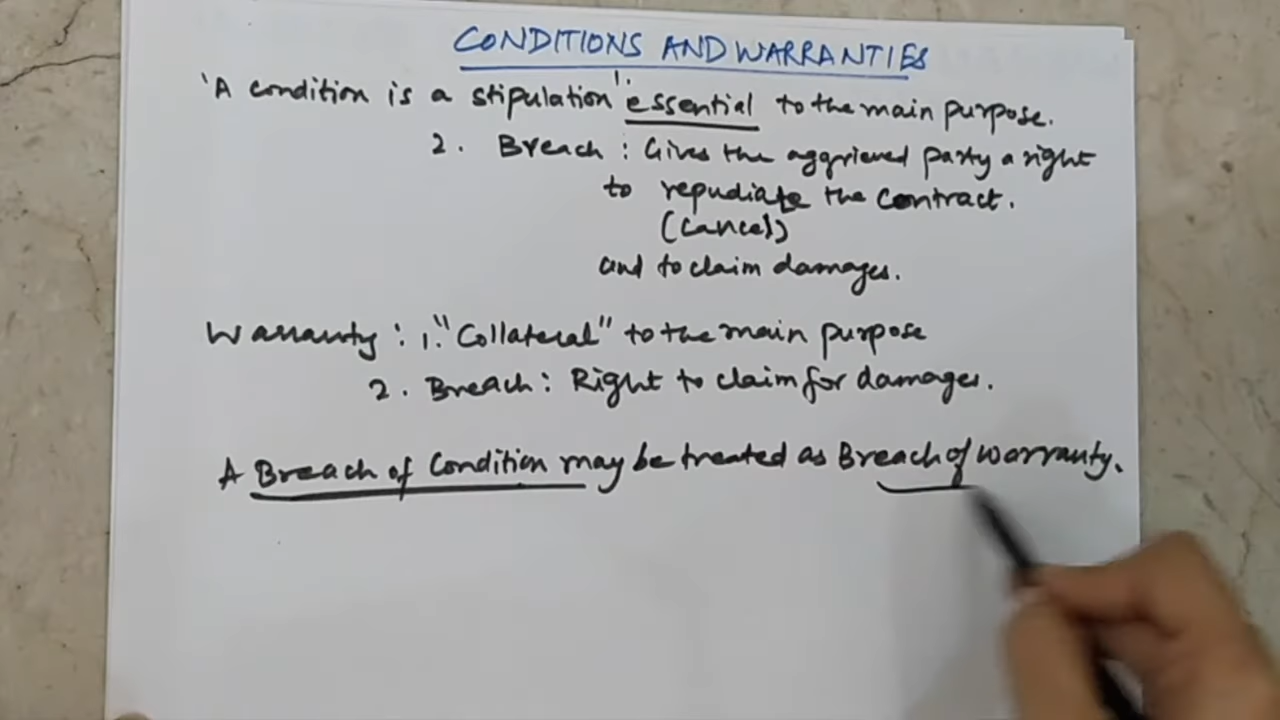 CONDITIONS AND WARRANTIES
'A condition is a stipulation 1. essential to the main purpose.
2. Breach : Gives the aggrieved party a right
to repudiate the contract.
(cancel)
and to claim damages.
Warranty : 1. "Collateral" to the main purpose
2. Breach : Right to claim for damages.
A Breach of Condition may be treated as Breach of warranty.